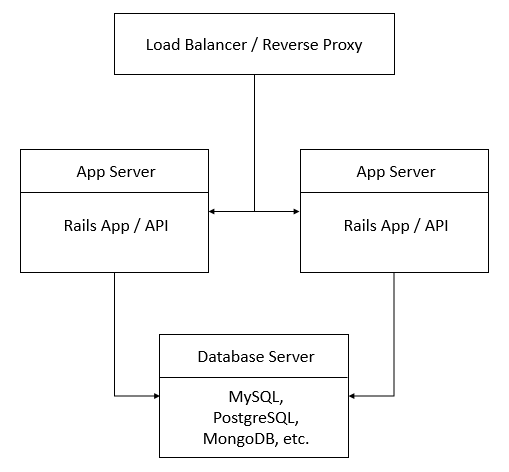 Load Balancer / Reverse Proxy
App Server
Rails App / API
App Server
Rails App / API
Database Server
MySQL,
PostgreSQL,
MongoDB, etc.